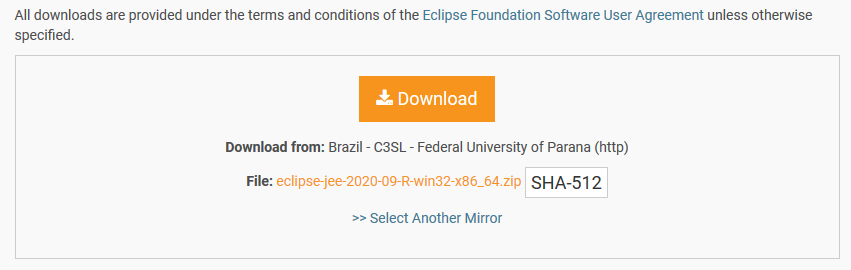 All downloads are provided under the terms and conditions of the Eclipse Foundation Software User Agreement unless otherwise
specified.
Download
Download from: Brazil - C3SL - Federal University of Parana (http)
File: eclipse-jee-2020-09-R-win32-x86_64.zip SHA-512
>> Select Another Mirror